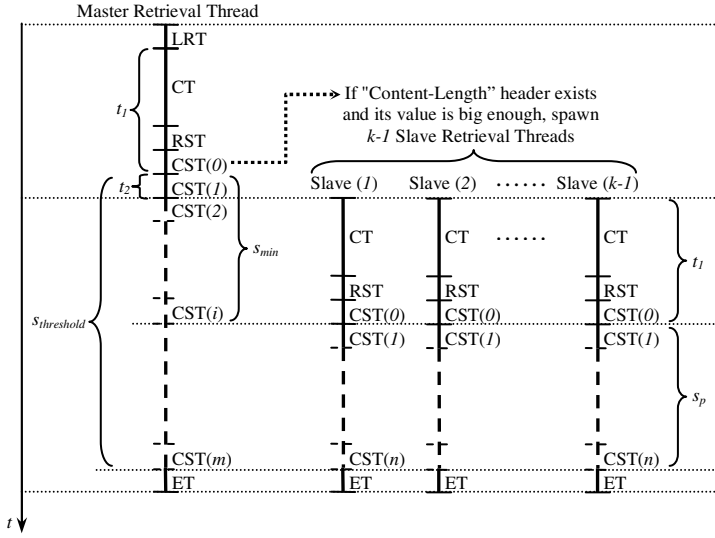 Master Retrieval Thread
LRT
CT
t1
If "Content-Length” header exists
and its value is big enough, spawn
k-1 Slave Retrieval Threads
RST
CST(0)
t2
CST(1)
Slave (1) Slave (2) ······ Slave (k-1)
CST(2)
smin
CT CT ······ CT
t1
RST RST RST
CST(i) CST(0) CST(0) CST(0)
sthreshold
CST(1) CST(1) CST(1)
sp
CST(m) CST(n) CST(n)
ET ET ET ET
t